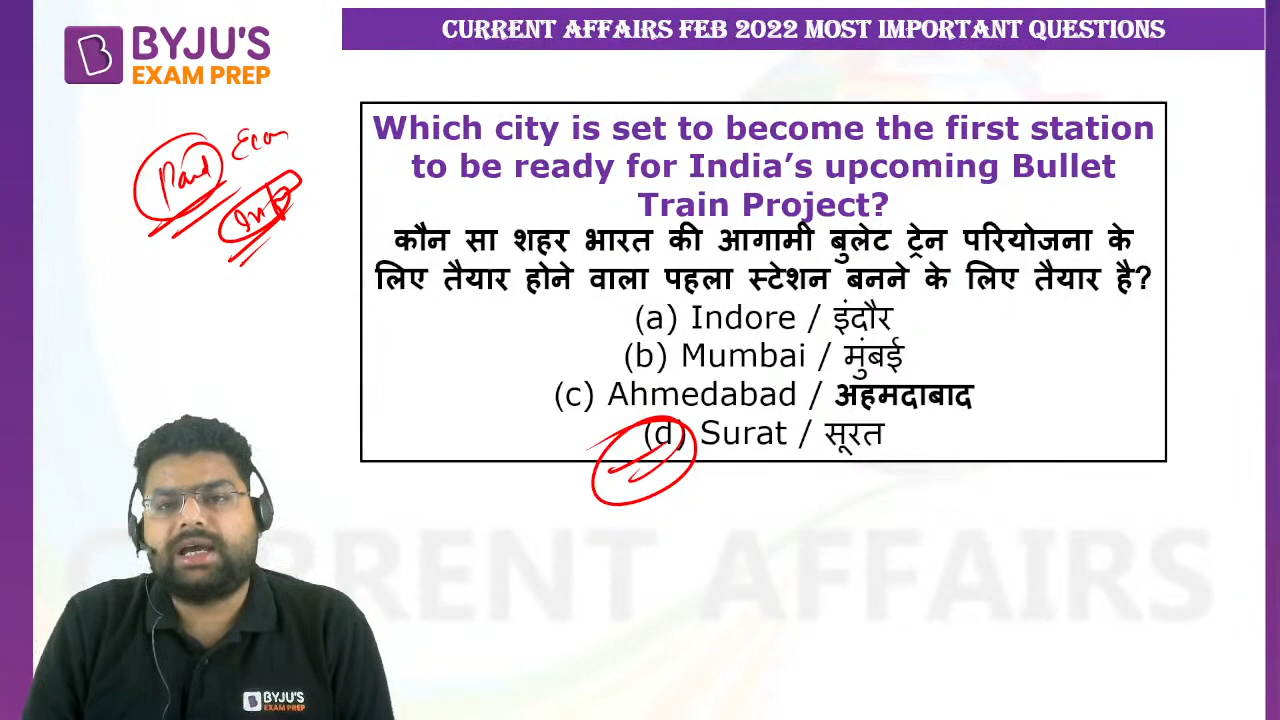 BYJU'S
EXAM PREP
CURRENT AFFAIRS FEB 2022 MOST IMPORTANT QUESTIONS
Econ
Which city is set to become the first station
to be ready for India’s upcoming Bullet
Train Project?
कौन सा शहर भारत की आगामी बुलेट ट्रेन परियोजना के
लिए तैयार होने वाला पहला स्टेशन बनने के लिए तैयार है?
(a) Indore / इंदौर
(b) Mumbai / मुंबई
(c) Ahmedabad / अहमदाबाद
(d) Surat / सूरत
CURRENT AFFAIRS
BYJU'S
EXAM PREP